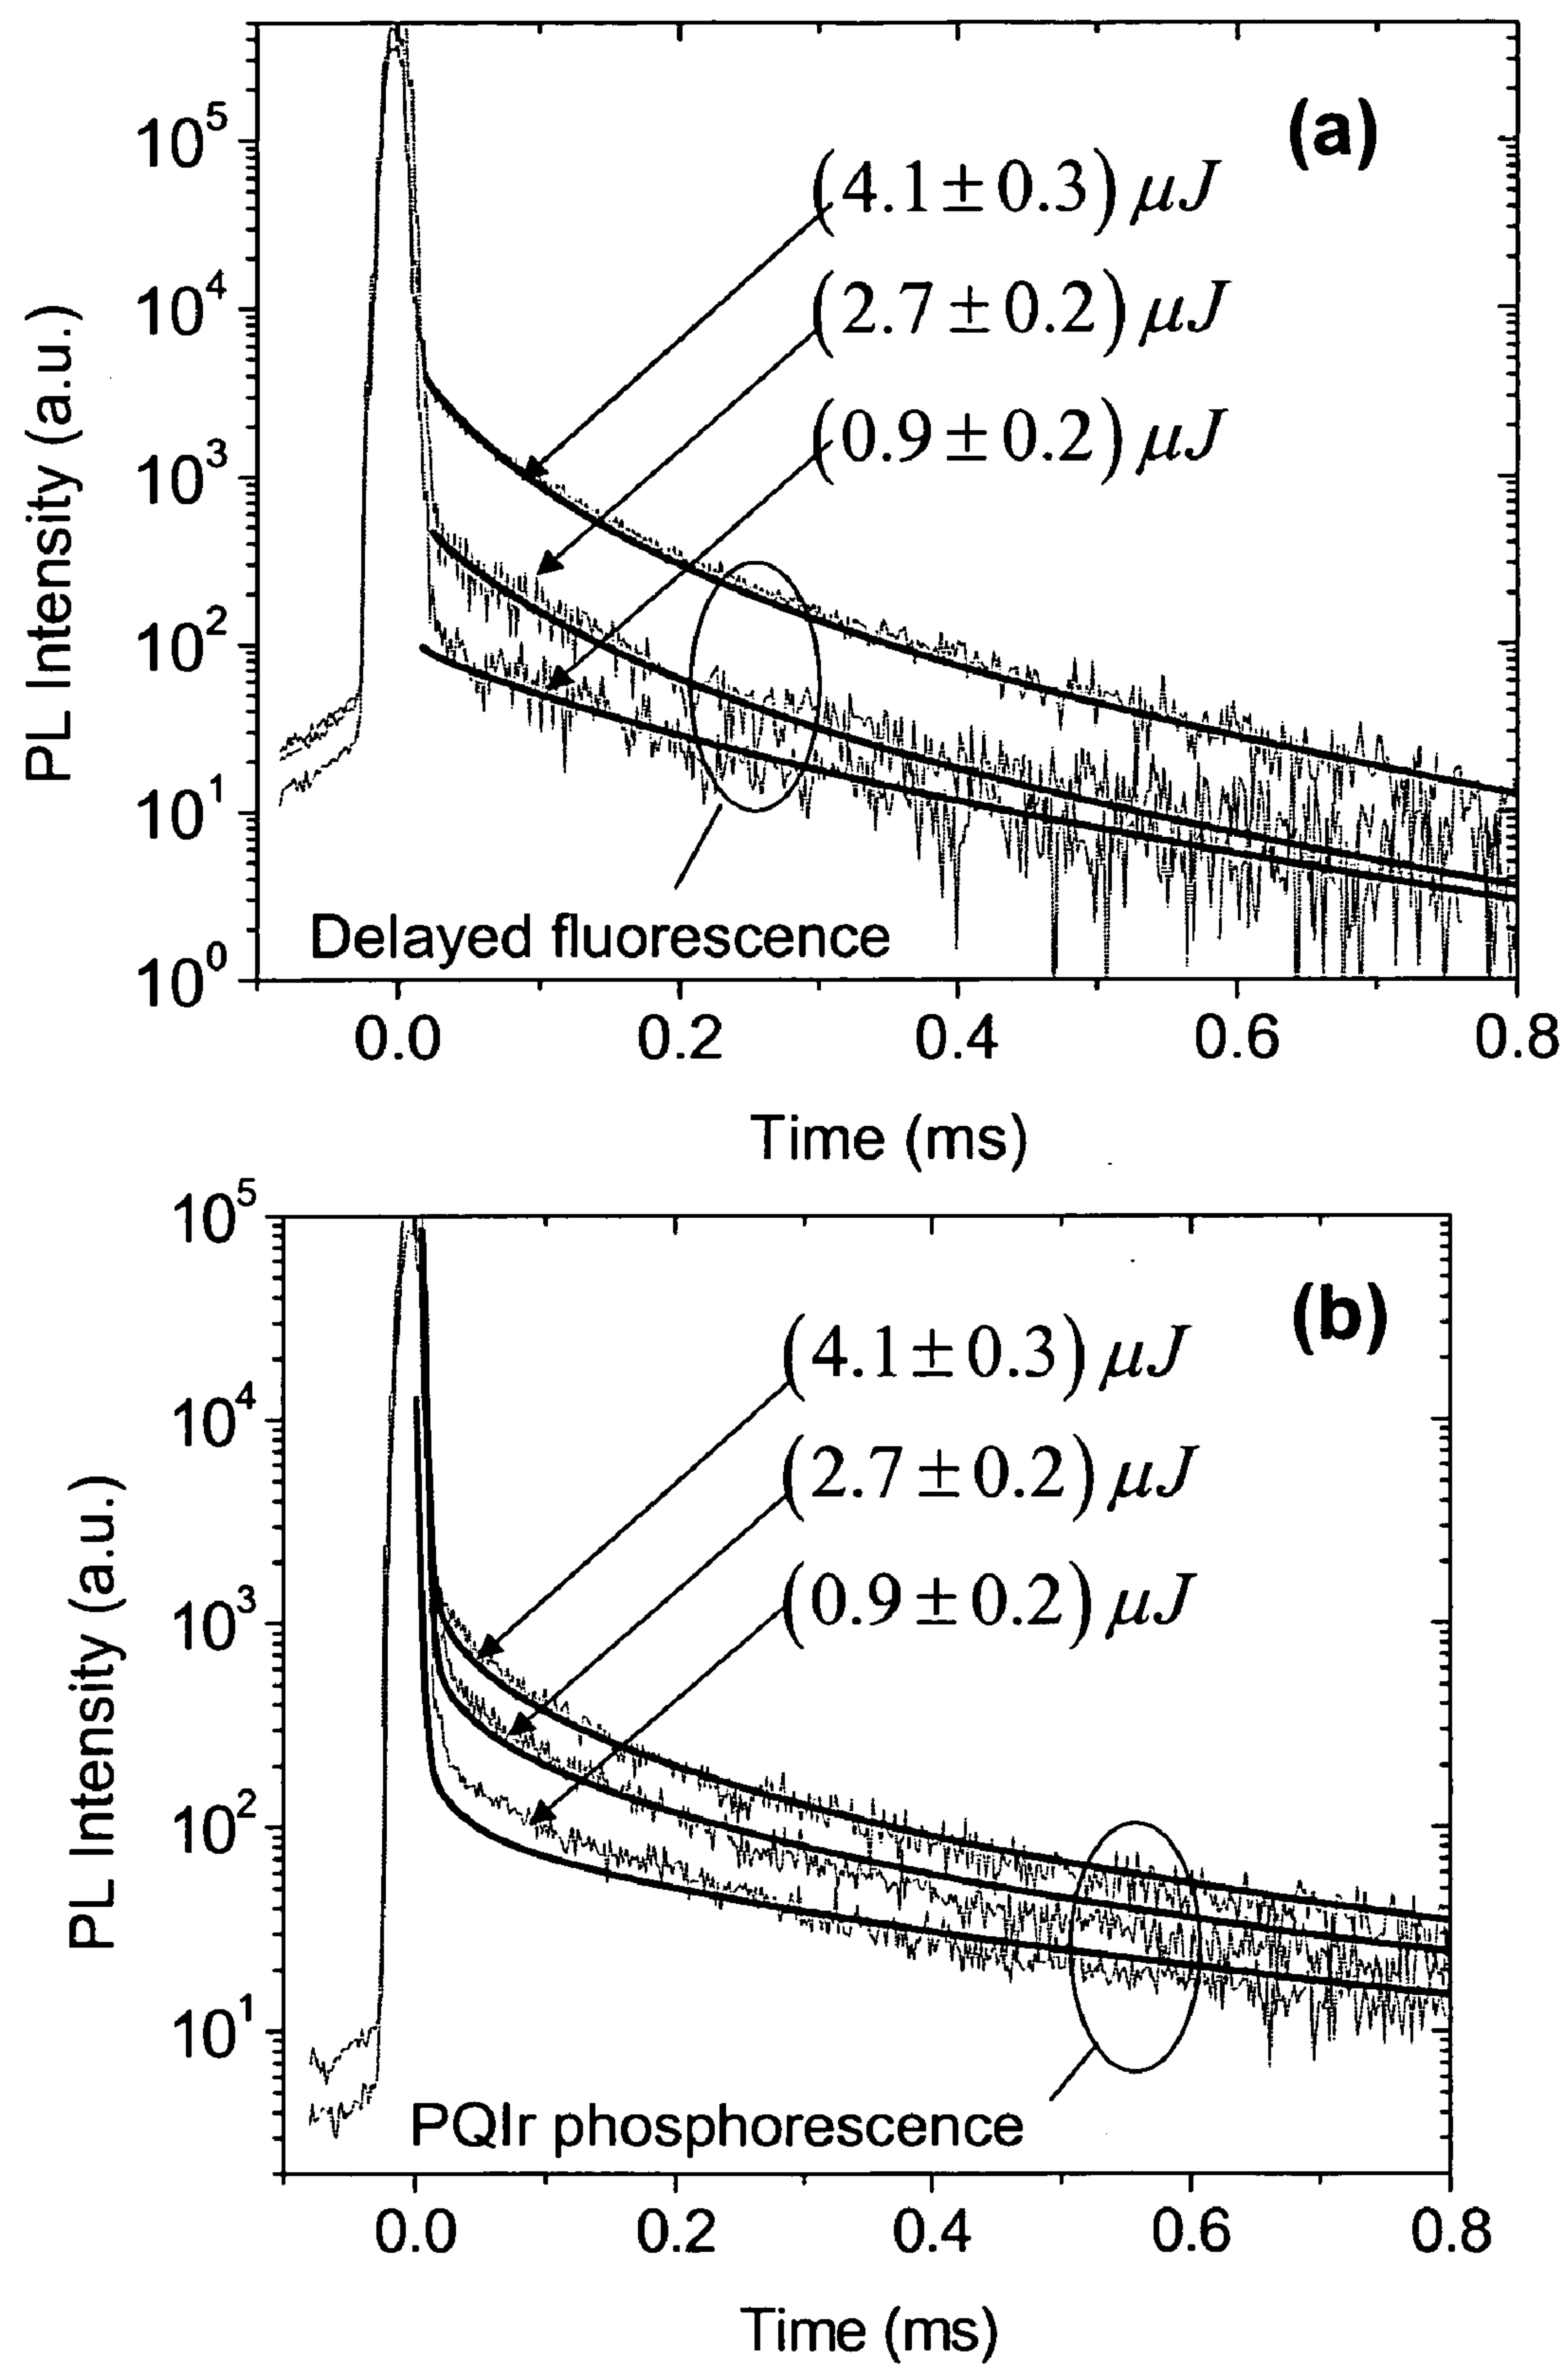 (a)
PL Intensity (a.u.)
10^5
10^4
10^3
10^2
10^1
10^0
(4.1±0.3) μJ
(2.7±0.2) μJ
(0.9±0.2) μJ
Delayed fluorescence
0.0 0.2 0.4 0.6 0.8
Time (ms)
(b)
PL Intensity (a.u.)
10^5
10^4
10^3
10^2
10^1
(4.1±0.3) μJ
(2.7±0.2) μJ
(0.9±0.2) μJ
PQIr phosphorescence
0.0 0.2 0.4 0.6 0.8
Time (ms)